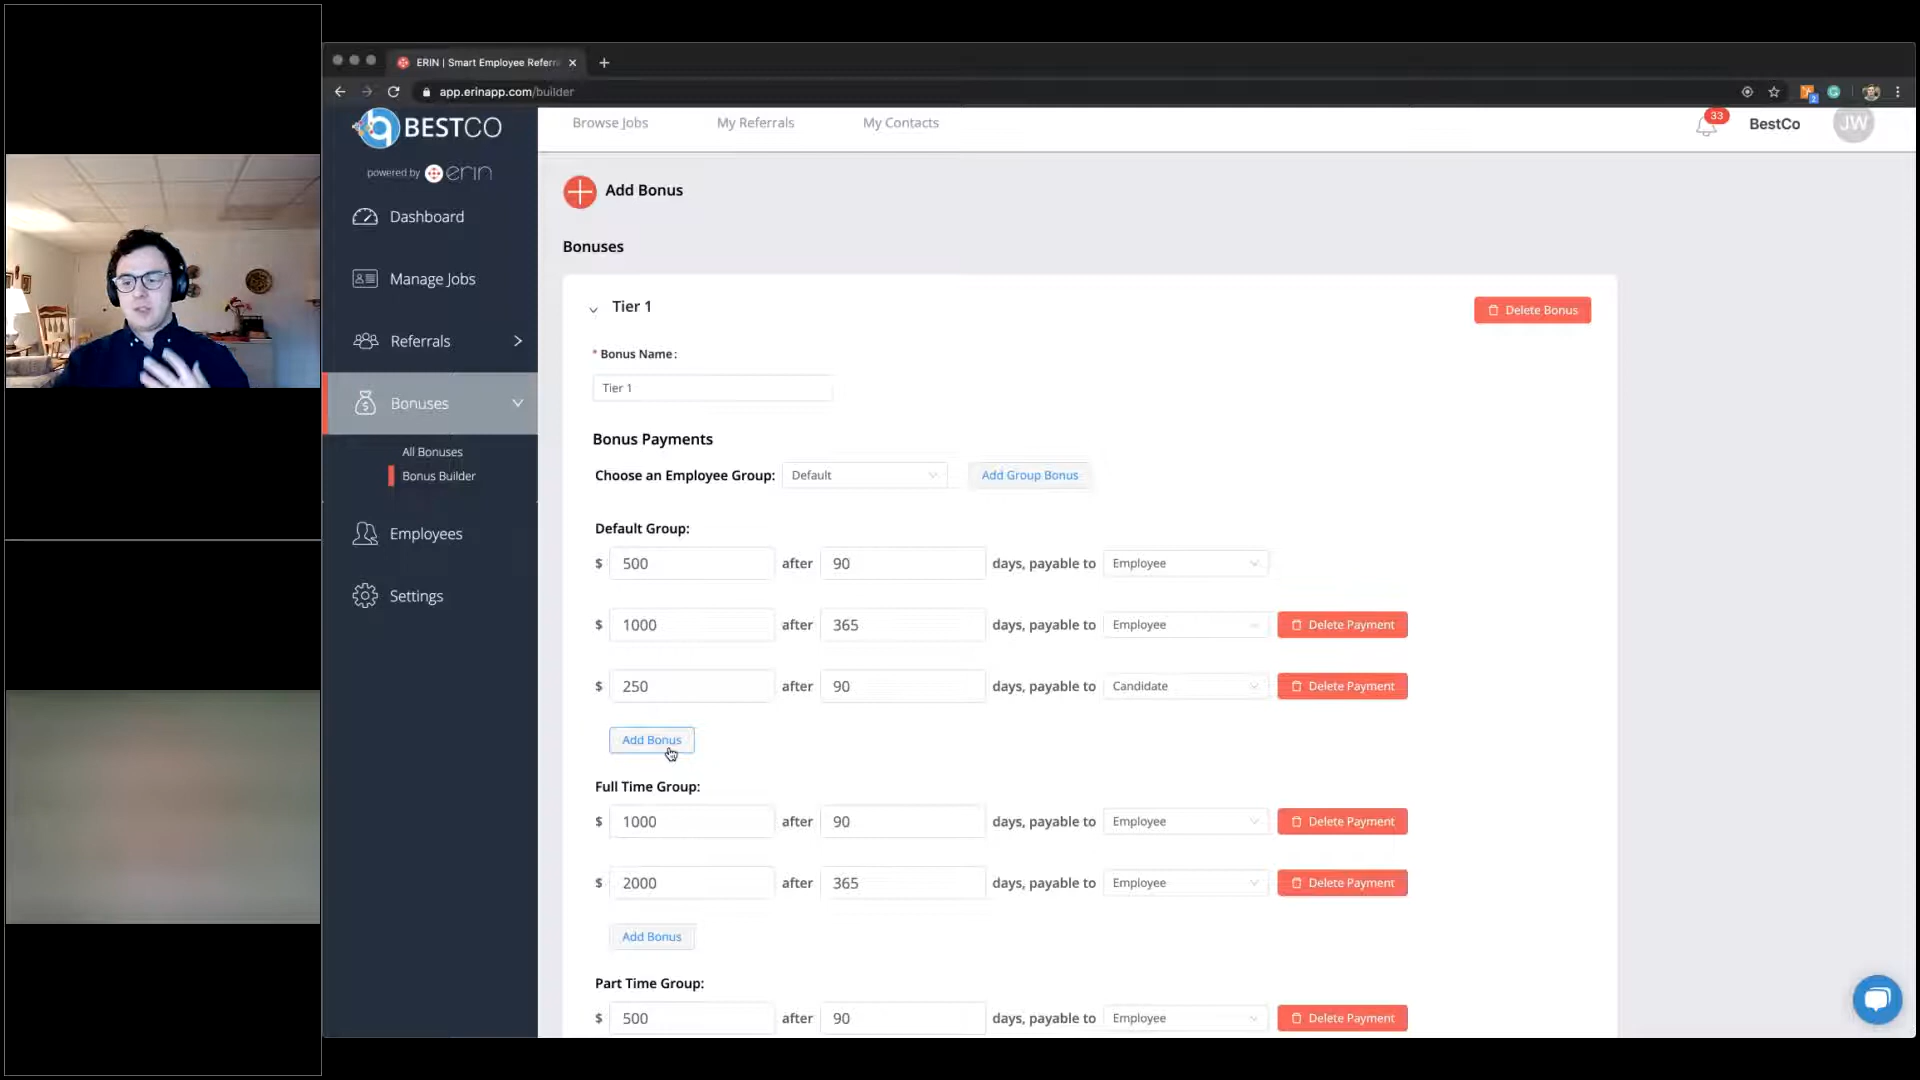 ERIN | Smart Employee Referr
app.erinapp.com/builder
BESTCO
powered by erin
Browse Jobs
My Referrals
My Contacts
33
BestCo
JW
Dashboard
Manage Jobs
Referrals
Bonuses
All Bonuses
Bonus Builder
Employees
Settings
Add Bonus
Bonuses
Tier 1
Delete Bonus
* Bonus Name:
Tier 1
Bonus Payments
Choose an Employee Group: Default Add Group Bonus
Default Group:
$ 500 after 90 days, payable to Employee
$ 1000 after 365 days, payable to Employee Delete Payment
$ 250 after 90 days, payable to Candidate Delete Payment
Add Bonus
Full Time Group:
$ 1000 after 90 days, payable to Employee Delete Payment
$ 2000 after 365 days, payable to Employee Delete Payment
Add Bonus
Part Time Group:
$ 500 after 90 days, payable to Employee Delete Payment